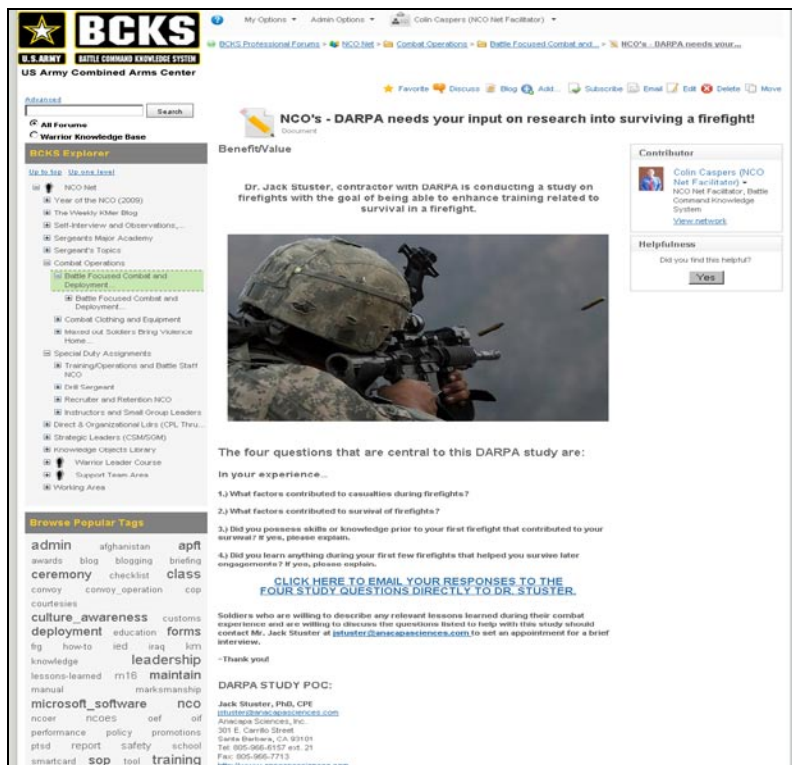 BCKS
U.S.ARMY BATTLE COMMAND KNOWLEDGE SYSTEM
US Army Combined Arms Center
My Options Admin Options Colin Caspers (NCO Net Facilitator)
BCKS Professional Forums > NCO Net > Combat Operations > Battle Focused Combat and... > NCO's - DARPA needs your...
Favorite Discuss Blog Add... Subscribe Email Edit Delete Move
Advanced
Search
All Forums
Warrior Knowledge Base
BCKS Explorer
Up to top Up one level
NCO Net
Year of the NCO (2009)
The Weekly KMer Blog
Self-Interview and Observations,...
Sergeants Major Academy
Sergeant's Topics
Combat Operations
Battle Focused Combat and
Deployment...
Battle Focused Combat and
Deployment...
Combat Clothing and Equipment
Maxed out Soldiers Bring Violence
Home...
Special Duty Assignments
Training/Operations and Battle Staff
NCO
Drill Sergeant
Recruiter and Retention NCO
Instructors and Small Group Leaders
Direct & Organizational Ldrs (CPL Thru...
Strategic Leaders (CSM/SGM)
Knowledge Objects Library
Warrior Leader Course
Support Team Area
Working Area
Browse Popular Tags
admin afghanistan apft
awards blog blogging briefing
ceremony checklist class
convoy convoy_operation cop
courtesies
culture_awareness customs
deployment education forms
frg how-to ied iraq km
knowledge leadership
lessons-learned m16 maintain
manual marksmanship
microsoft_software nco
ncoer ncoes oef oif
performance policy promotions
ptsd report safety school
smartcard sop tool training
NCO's - DARPA needs your input on research into surviving a firefight!
Document
Benefit/Value
Dr. Jack Stuster, contractor with DARPA is conducting a study on
firefights with the goal of being able to enhance training related to
survival in a firefight.
The four questions that are central to this DARPA study are:
In your experience...
1.) What factors contributed to casualties during firefights?
2.) What factors contributed to survival of firefights?
3.) Did you possess skills or knowledge prior to your first firefight that contributed to your
survival? If yes, please explain.
4.) Did you learn anything during your first few firefights that helped you survive later
engagements? If yes, please explain.
CLICK HERE TO EMAIL YOUR RESPONSES TO THE
FOUR STUDY QUESTIONS DIRECTLY TO DR. STUSTER.
Soldiers who are willing to describe any relevant lessons learned during their combat
experience and are willing to discuss the questions listed to help with this study should
contact Mr. Jack Stuster at jstuster@anacapasciences.com to set an appointment for a brief
interview.
~Thank you!
DARPA STUDY POC:
Jack Stuster, PhD, CPE
jstuster@anacapasciences.com
Anacapa Sciences, Inc.
301 E. Carrillo Street
Santa Barbara, CA 93101
Tel: 805-966-6157 ext. 21
Fax: 805-966-7713
Contributor
Colin Caspers (NCO
Net Facilitator)
NCO Net Facilitator, Battle
Command Knowledge
System
View network
Helpfulness
Did you find this helpful?
Yes